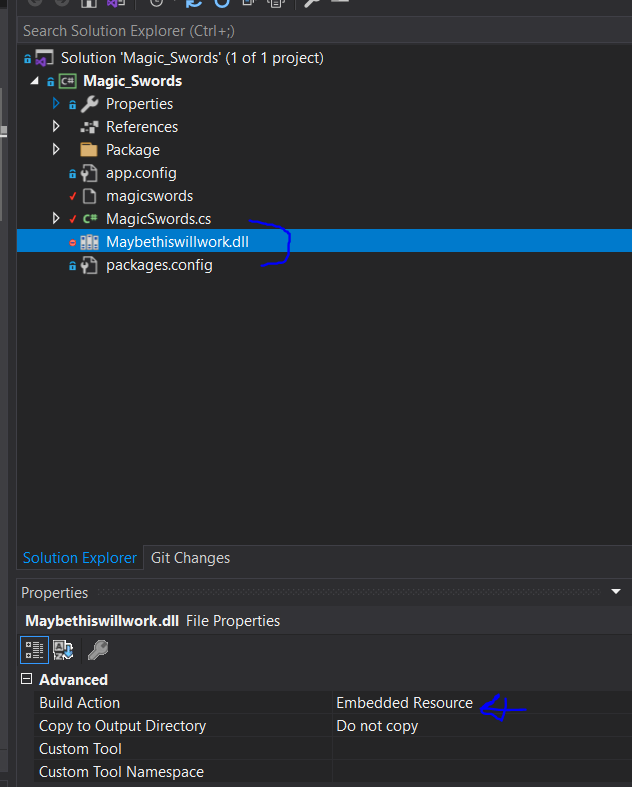 Search Solution Explorer (Ctrl+;)
Solution 'Magic_Swords' (1 of 1 project)
C# Magic_Swords
Properties
References
Package
app.config
magicswords
C# MagicSwords.cs
Maybethiswillwork.dll
packages.config
Solution Explorer Git Changes
Properties
Maybethiswillwork.dll File Properties
Advanced
Build Action Embedded Resource
Copy to Output Directory Do not copy
Custom Tool
Custom Tool Namespace